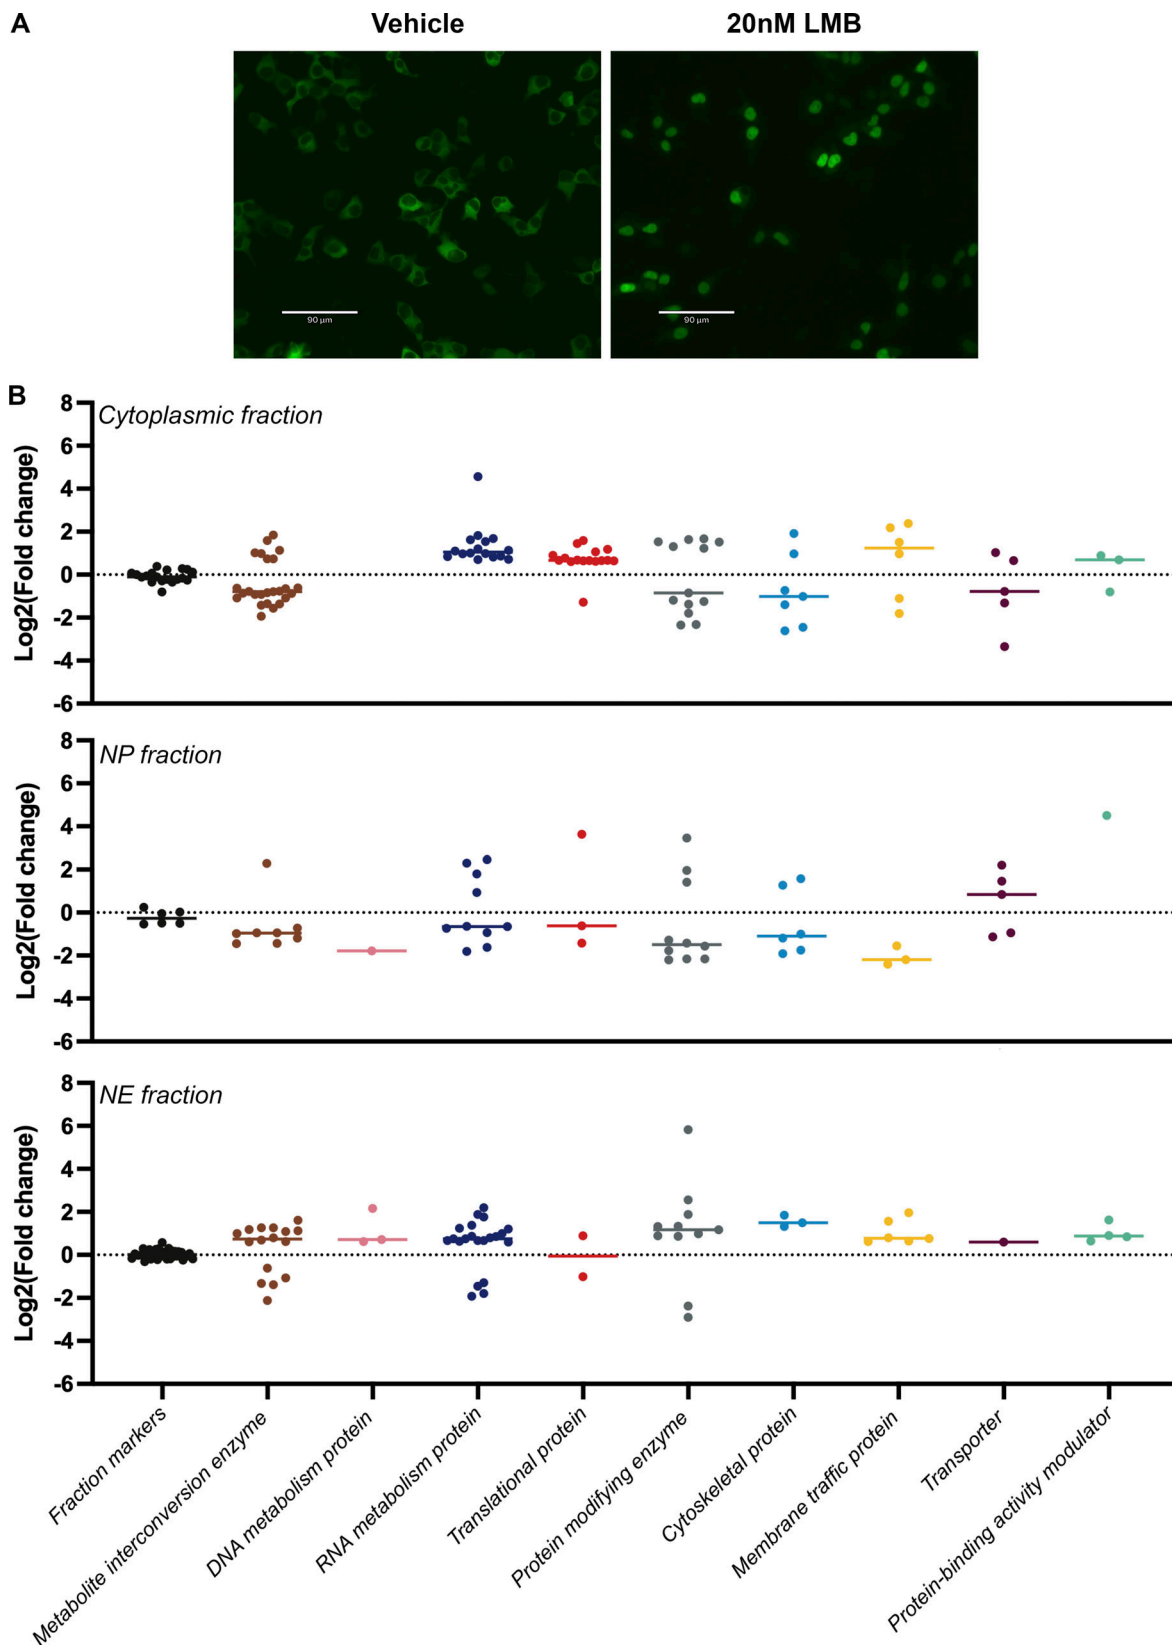 A
Vehicle
20nM LMB
90 µm
90 µm
B
Cytoplasmic fraction
Log2(Fold change)
8
6
4
2
0
-2
-4
-6
NP fraction
Log2(Fold change)
8
6
4
2
0
-2
-4
-6
NE fraction
Log2(Fold change)
8
6
4
2
0
-2
-4
-6
Fraction markers
Metabolite interconversion enzyme
DNA metabolism protein
RNA metabolism protein
Translational protein
Protein modifying enzyme
Cytoskeletal protein
Membrane traffic protein
Transporter
Protein-binding activity modulator